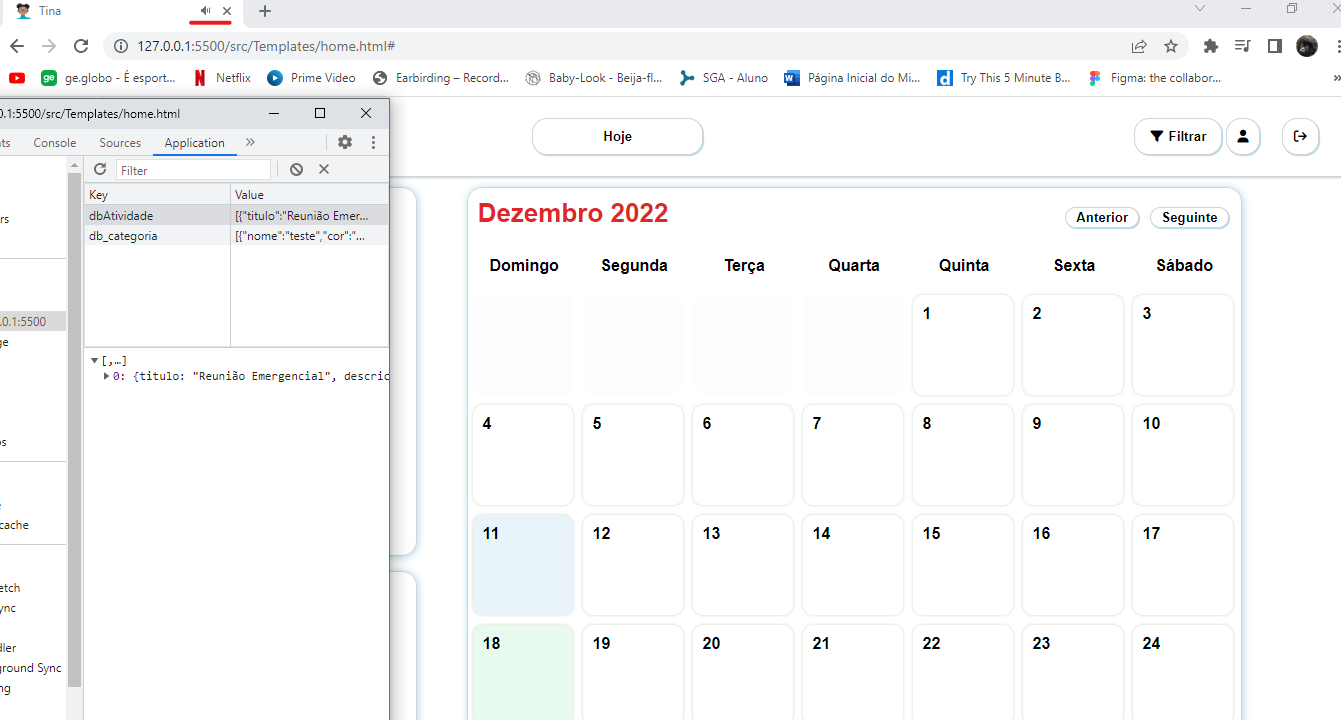 Tina
127.0.0.1:5500/src/Templates/home.html#
ge.globo - É esport... Netflix Prime Video Earbirding – Record... Baby-Look - Beija-fl... SGA - Aluno Página Inicial do Mi... Try This 5 Minute B... Figma: the collabor... »
0.1:5500/src/Templates/home.html
nts Console Sources Application »
Filter
Key Value
dbAtividade [{"titulo":"Reunião Emer...
db_categoria [{"nome":"teste","cor":"...
rs
.0.1:5500
ge
os
cache
etch
ync
dler
ground Sync
ng
[,…]
0: {titulo: "Reunião Emergencial", descric
Hoje
Filtrar
Dezembro 2022
Anterior Seguinte
Domingo Segunda Terça Quarta Quinta Sexta Sábado
1 2 3
4 5 6 7 8 9 10
11 12 13 14 15 16 17
18 19 20 21 22 23 24